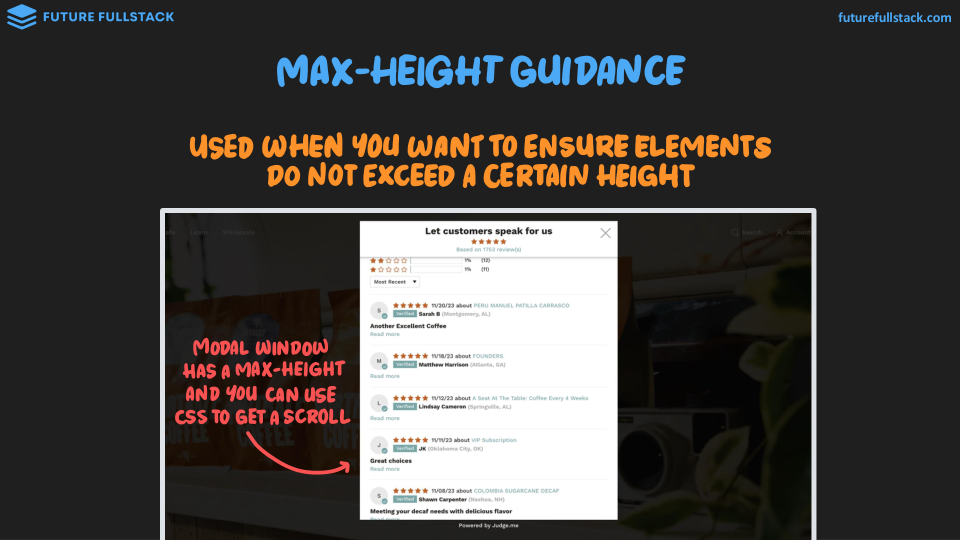 FUTURE FULLSTACK
futurefullstack.com
MAX-HEIGHT GUIDANCE
USED WHEN YOU WANT TO ENSURE ELEMENTS
DO NOT EXCEED A CERTAIN HEIGHT
Let customers speak for us
Based on 1752 review(s)
Learn
Wholesale
Search
Account
1% (12)
1% (11)
Most Recent
S 11/20/23 about PERU MANUEL PATILLA CARRASCO
Verified Sarah B (Montgomery, AL)
Another Excellent Coffee
Read more
M 11/18/23 about FOUNDERS
Verified Matthew Harrison (Atlanta, GA)
Read more
L 11/12/23 about A Seat At The Table: Coffee Every 4 Weeks
Verified Lindsay Cameron (Springville, AL)
Read more
J 11/11/23 about VIP Subscription
Verified JK (Oklahoma City, OK)
Great choices
Read more
S 11/08/23 about COLOMBIA SUGARCANE DECAF
Verified Shawn Carpenter (Nashua, NH)
Meeting your decaf needs with delicious flavor
Read more
Powered by Judge.me
MODAL WINDOW
HAS A MAX-HEIGHT
AND YOU CAN USE
CSS TO GET A SCROLL
COFFEE
COFFEE